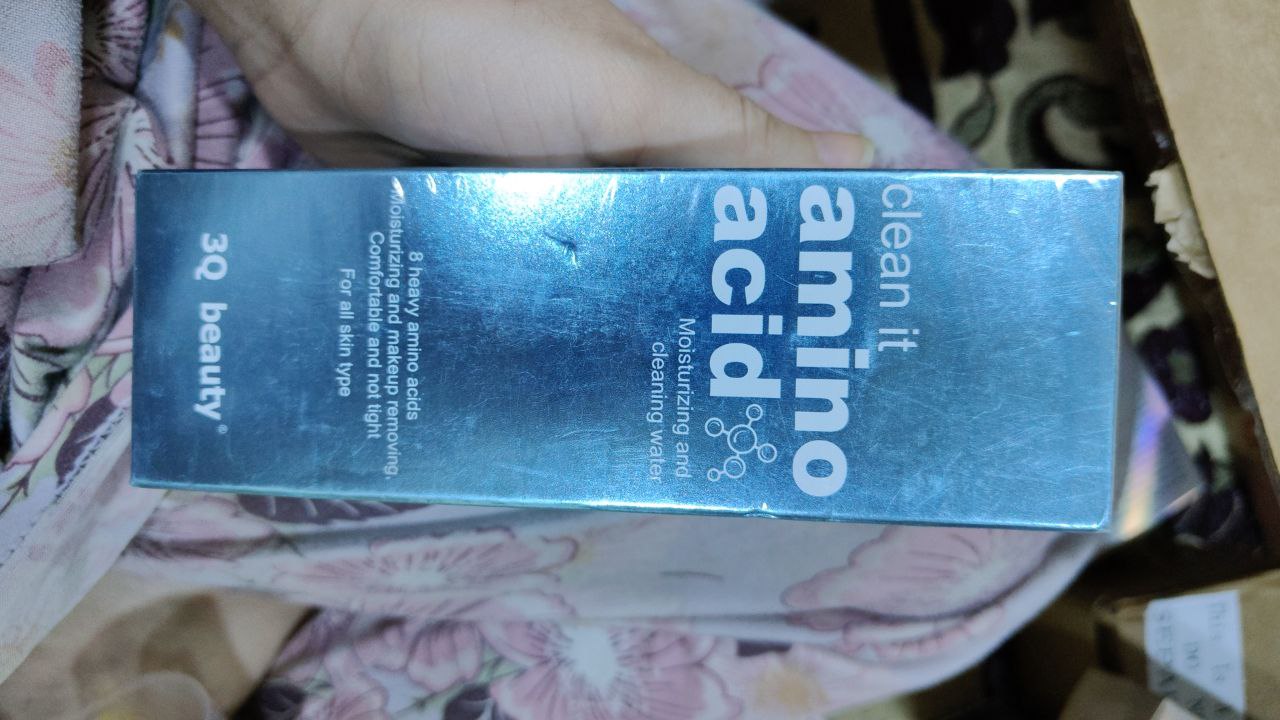 clean it
amino
acid
Moisturizing and
cleaning water
8 heavy amino acids
Moisturizing and makeup removing,
Comfortable and not tight
For all skin type
3Q beauty®